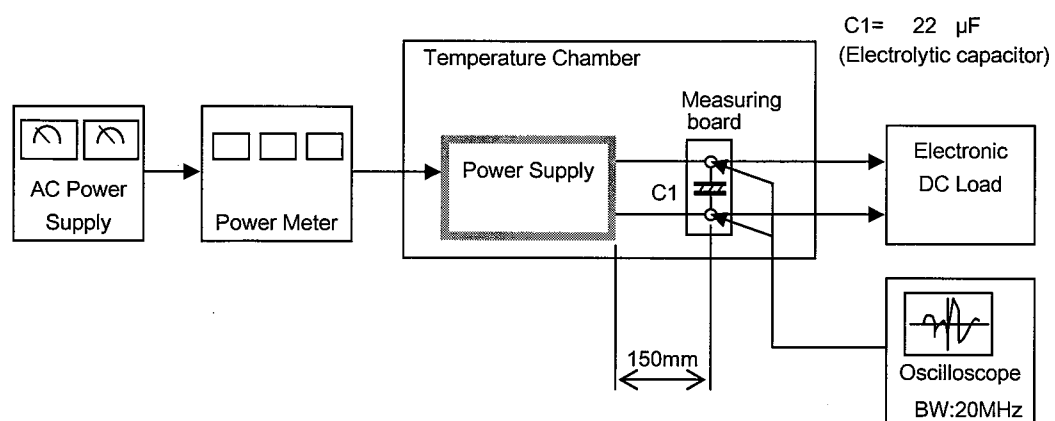 C1= 22 µF
(Electrolytic capacitor)
Temperature Chamber
Measuring
board
AC Power
Supply
Power Meter
Power Supply
C1
Electronic
DC Load
150mm
Oscilloscope
BW:20MHz